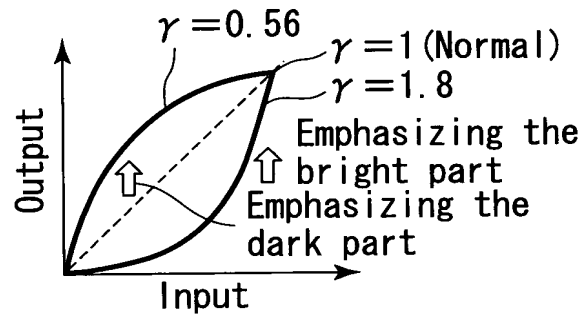 γ=0.56
γ=1(Normal)
γ=1.8
Output
Emphasizing the
bright part
Emphasizing the
dark part
Input